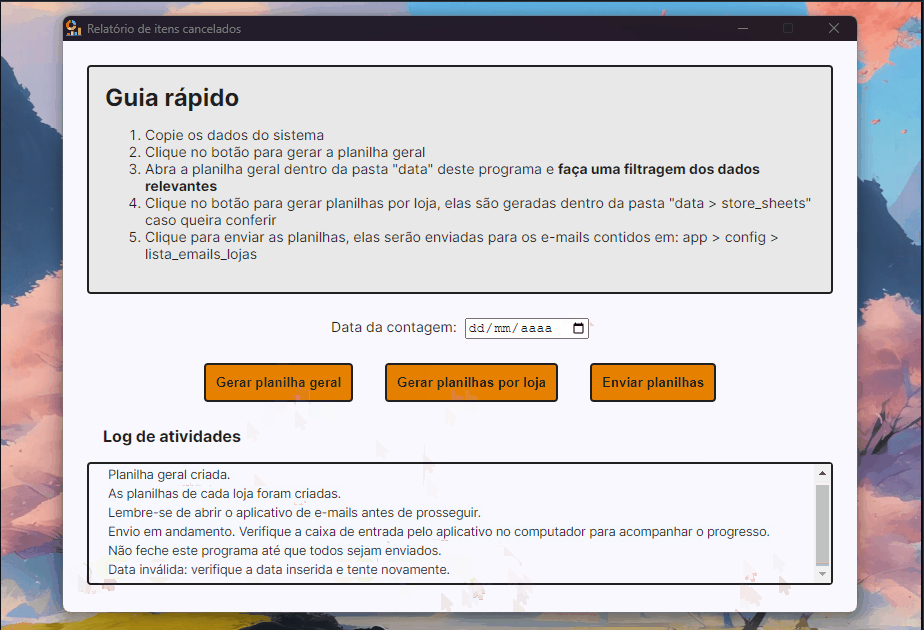 Relatório de itens cancelados
Guia rápido
1. Copie os dados do sistema
2. Clique no botão para gerar a planilha geral
3. Abra a planilha geral dentro da pasta "data" deste programa e faça uma filtragem dos dados
relevantes
4. Clique no botão para gerar planilhas por loja, elas são geradas dentro da pasta "data > store_sheets"
caso queira conferir
5. Clique para enviar as planilhas, elas serão enviadas para os e-mails contidos em: app > config >
lista_emails_lojas
Data da contagem: dd/mm/aaaa
Gerar planilha geral Gerar planilhas por loja Enviar planilhas
Log de atividades
Planilha geral criada.
As planilhas de cada loja foram criadas.
Lembre-se de abrir o aplicativo de e-mails antes de prosseguir.
Envio em andamento. Verifique a caixa de entrada pelo aplicativo no computador para acompanhar o progresso.
Não feche este programa até que todos sejam enviados.
Data inválida: verifique a data inserida e tente novamente.